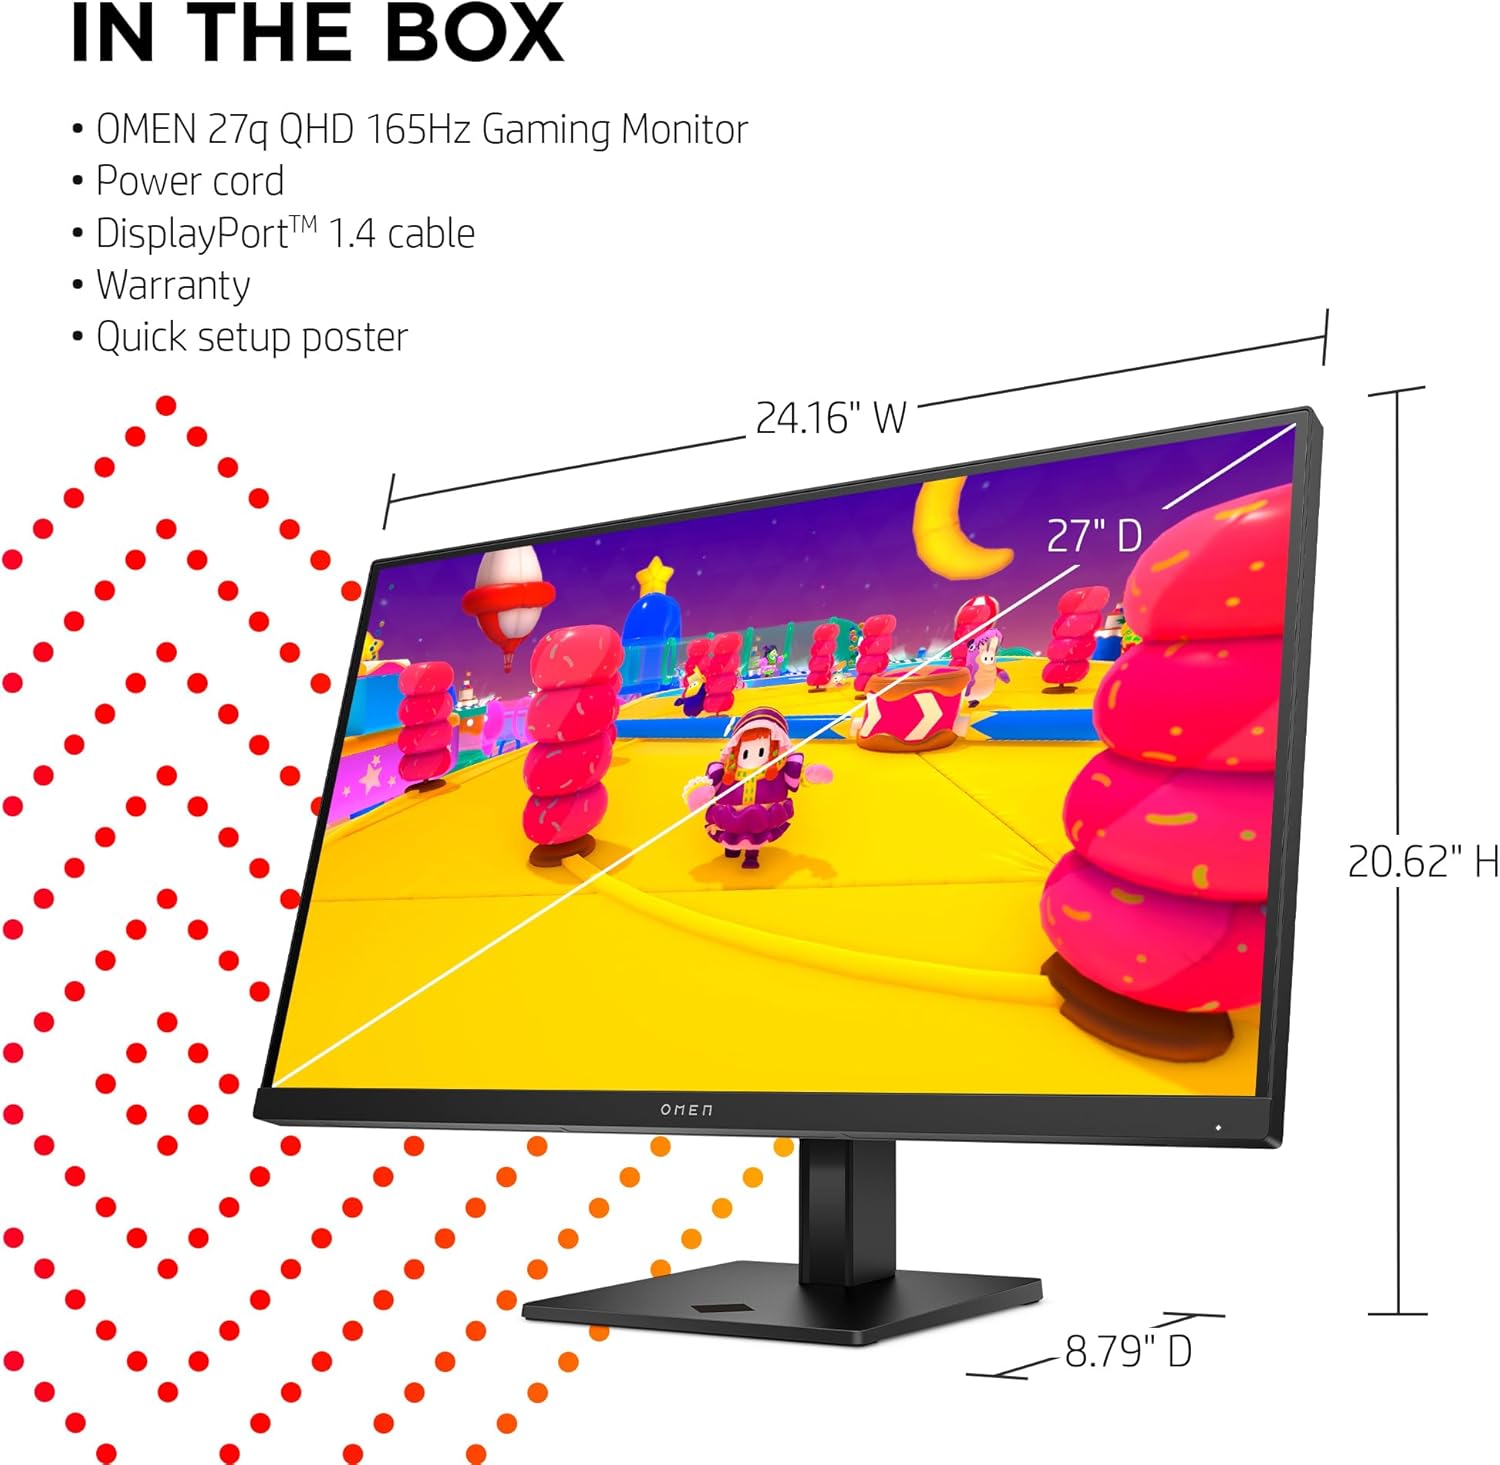 IN THE BOX
• OMEN 27q QHD 165Hz Gaming Monitor
• Power cord
• DisplayPort™ 1.4 cable
• Warranty
• Quick setup poster
24.16" W
27" D
20.62" H
OMEN
8.79" D